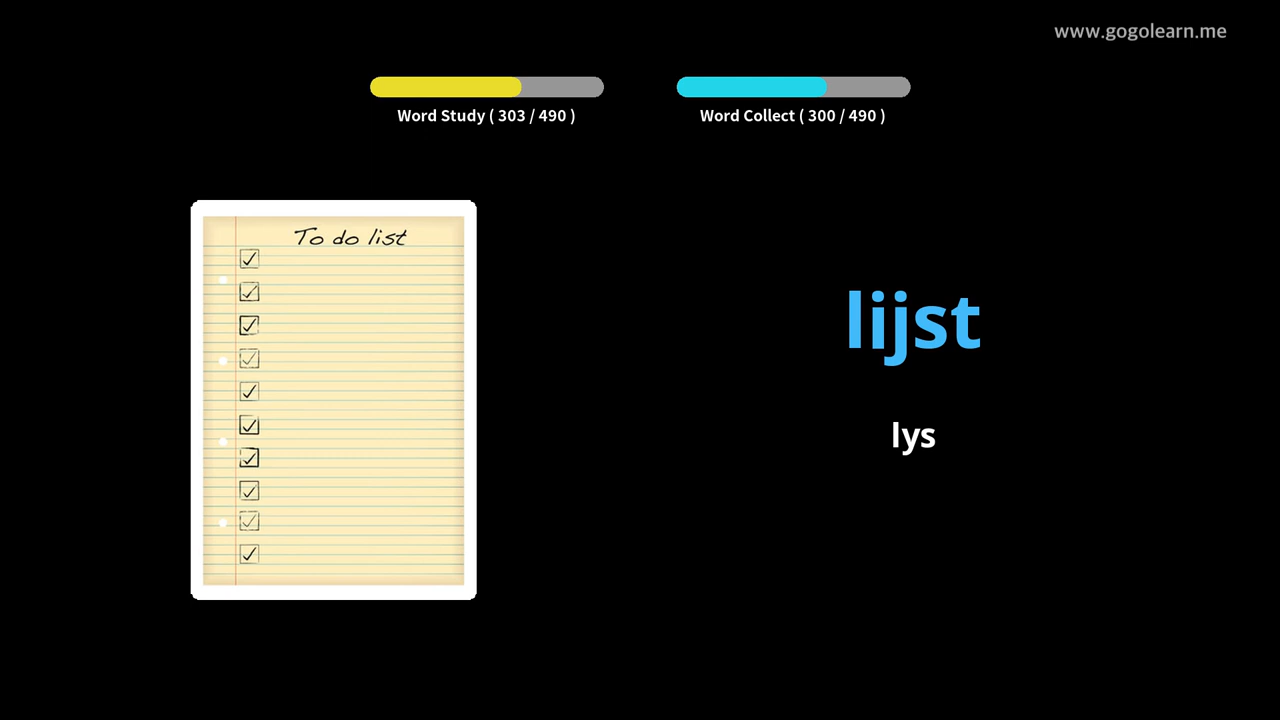 www.gogolearn.me
Word Study ( 303 / 490 )
Word Collect ( 300 / 490 )
To do list
lijst
lys